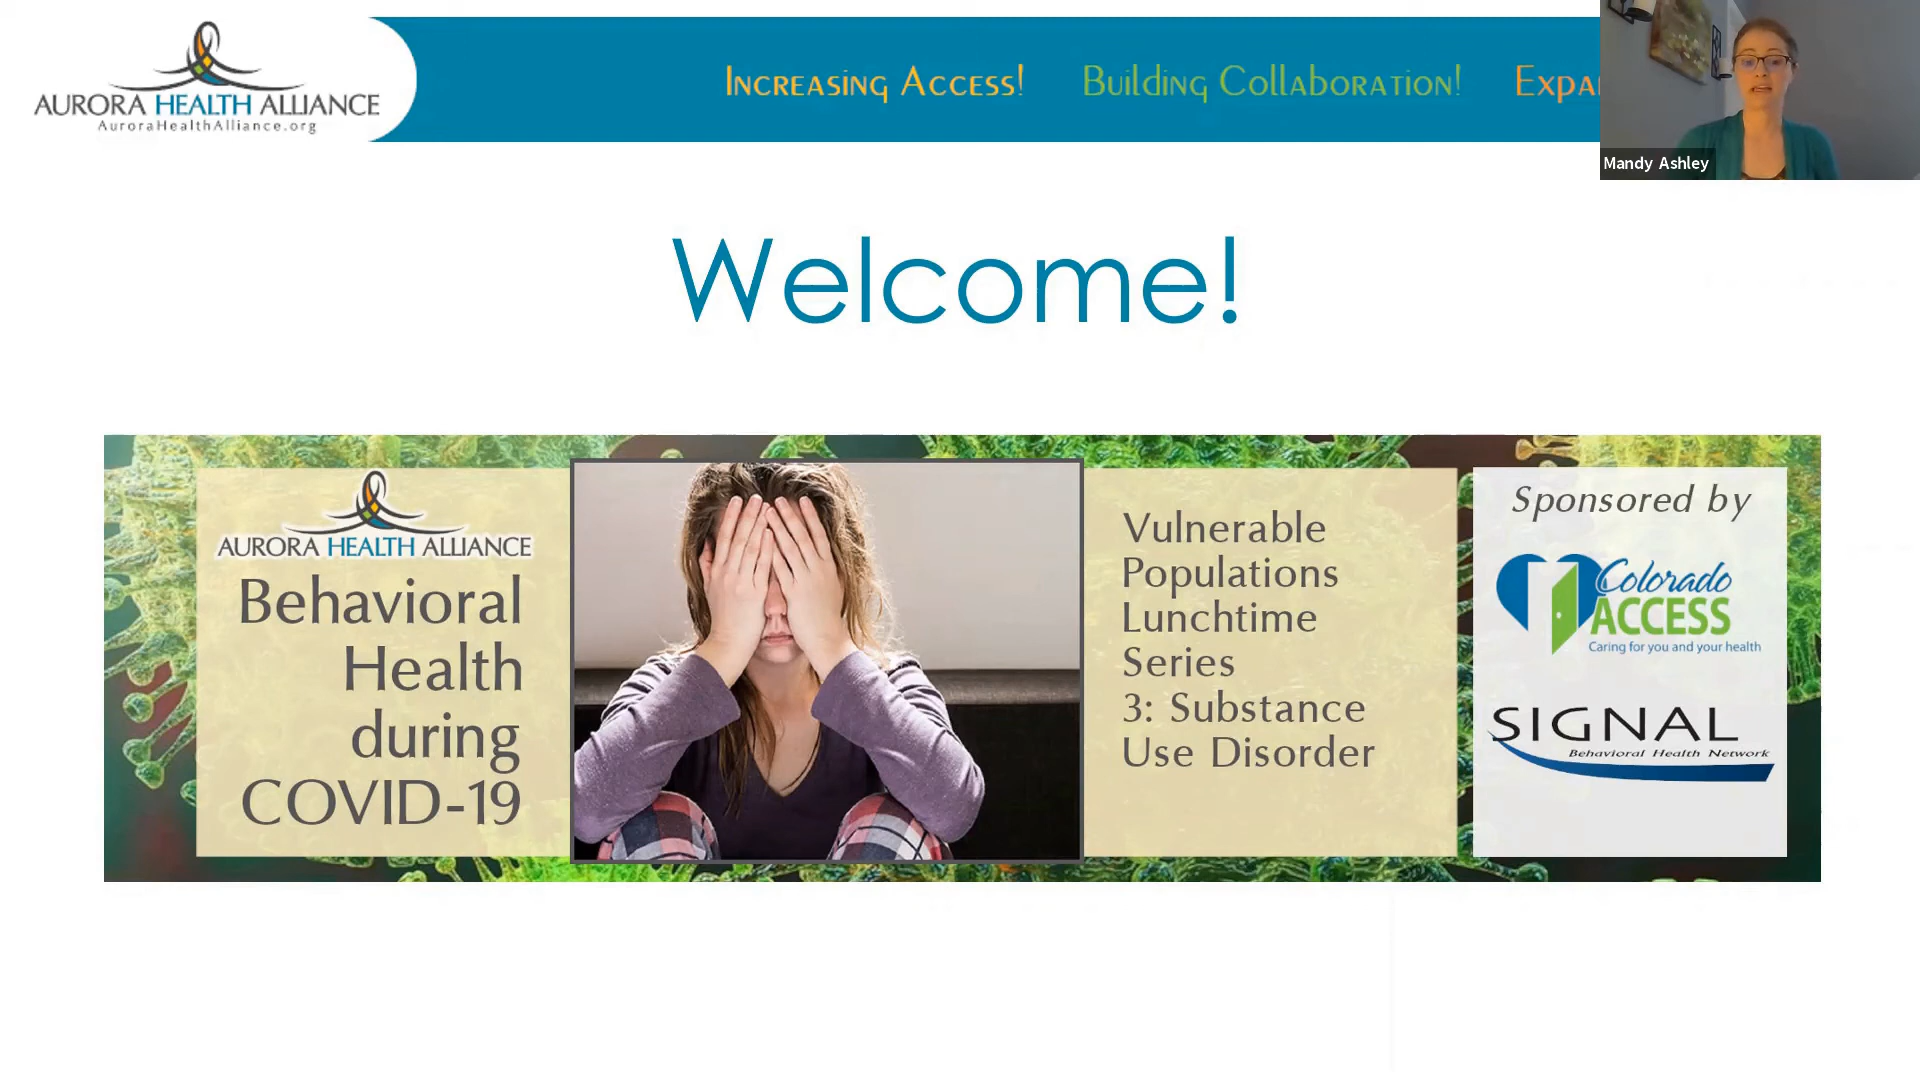 AURORA HEALTH ALLIANCE
AuroraHealthAlliance.org
Increasing Access!
Building Collaboration!
Mandy Ashley
Welcome!
AURORA HEALTH ALLIANCE
Behavioral
Health
during
COVID-19
Vulnerable
Populations
Lunchtime
Series
3: Substance
Use Disorder
Sponsored by
Colorado
ACCESS
Caring for you and your health
SIGNAL
Behavioral Health Network